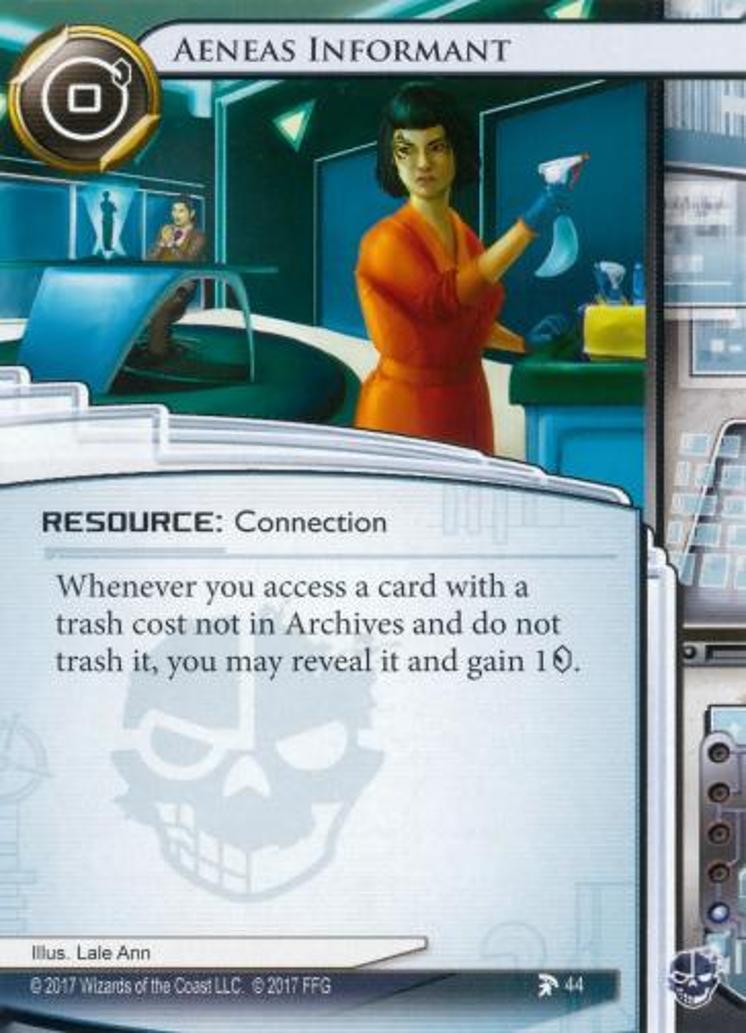 Aeneas Informant
RESOURCE: Connection
Whenever you access a card with a
trash cost not in Archives and do not
trash it, you may reveal it and gain 1.
Illus. Lale Ann
© 2017 Wizards of the Coast LLC. © 2017 FFG 44